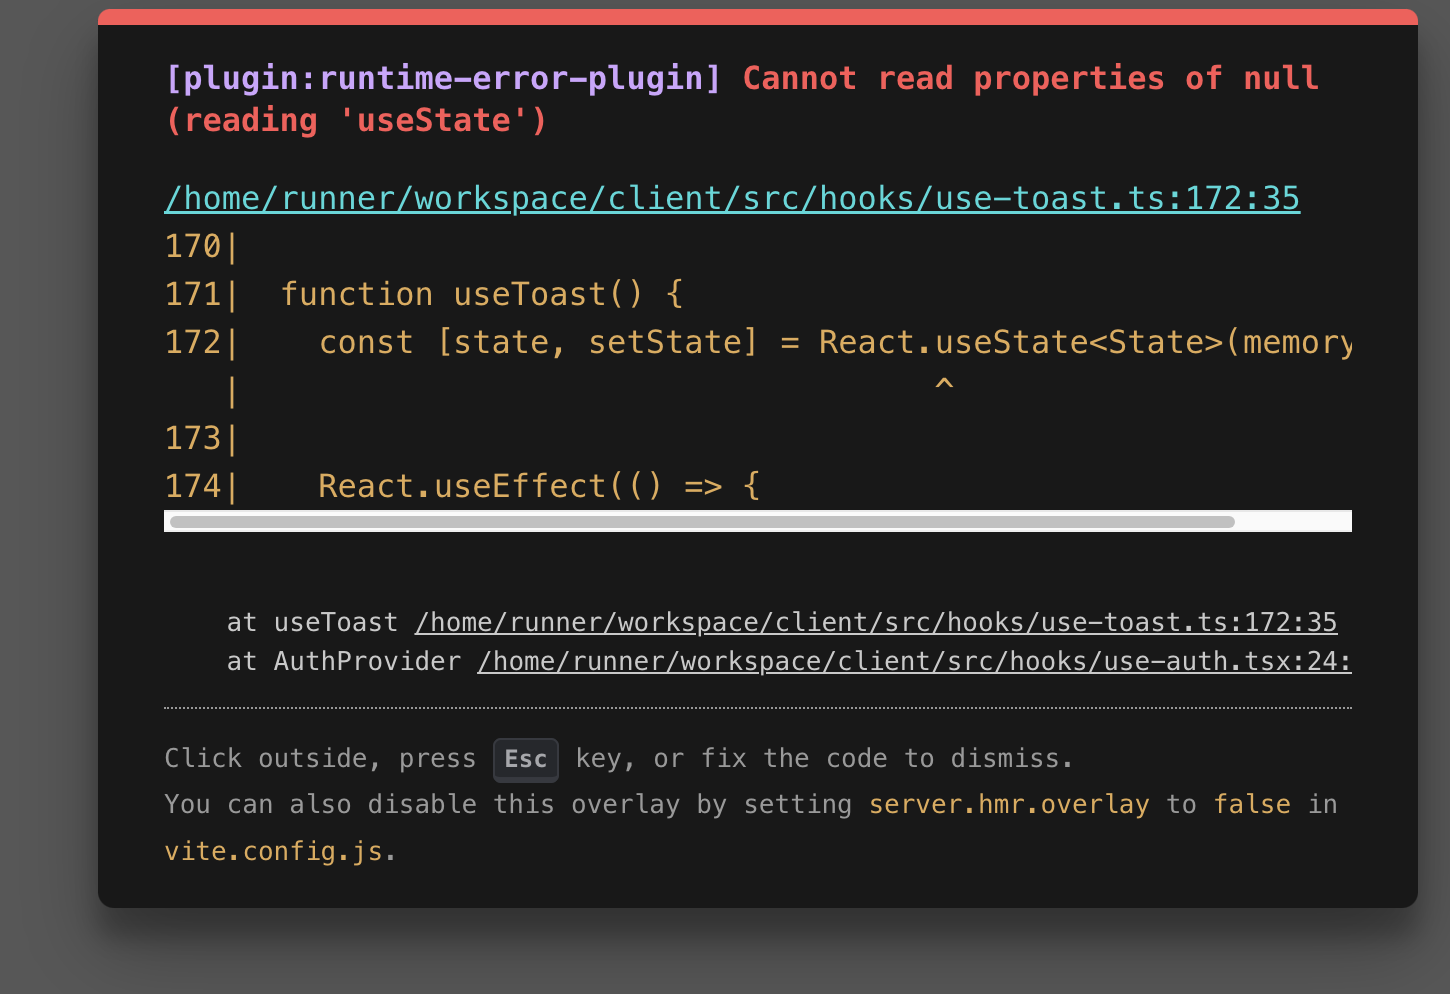 [plugin:runtime-error-plugin] Cannot read properties of null
(reading 'useState')
/home/runner/workspace/client/src/hooks/use-toast.ts:172:35
170|
171|  function useToast() {
172|    const [state, setState] = React.useState<State>(memory
   |                                    ^
173|
174|    React.useEffect(() => {
at useToast /home/runner/workspace/client/src/hooks/use-toast.ts:172:35
at AuthProvider /home/runner/workspace/client/src/hooks/use-auth.tsx:24:
Click outside, press Esc key, or fix the code to dismiss.
You can also disable this overlay by setting server.hmr.overlay to false in
vite.config.js.